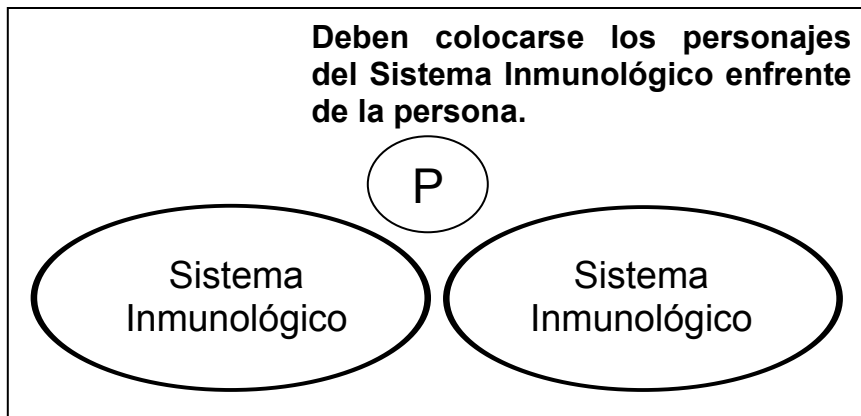 Deben colocarse los personajes
del Sistema Inmunológico enfrente
de la persona.
P
Sistema
Inmunológico
Sistema
Inmunológico